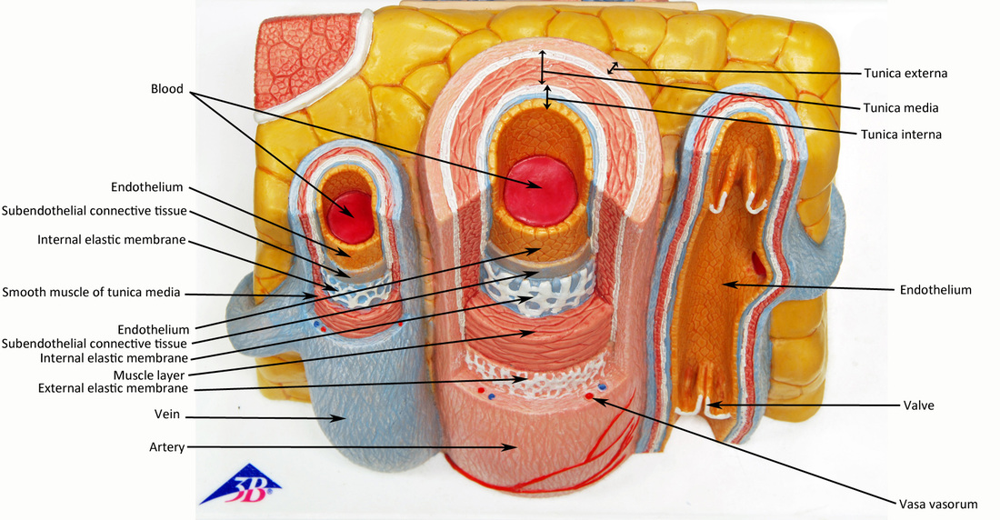 Tunica externa
Blood
Tunica media
Tunica interna
Endothelium
Subendothelial connective tissue
Internal elastic membrane
Smooth muscle of tunica media
Endothelium
Endothelium
Subendothelial connective tissue
Internal elastic membrane
Muscle layer
External elastic membrane
Valve
Vein
Artery
3B®
Vasa vasorum